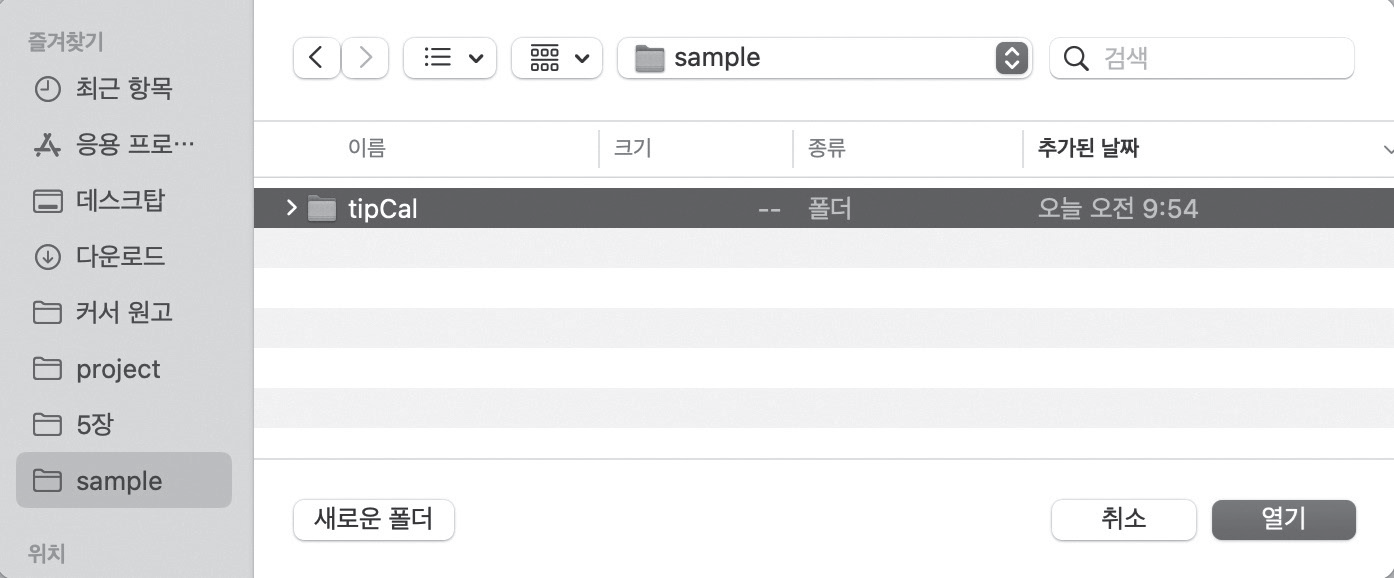 즐겨찾기
최근 항목
응용 프로…
데스크탑
다운로드
커서 원고
project
5장
sample
위치
sample
검색
이름 크기 종류 추가된 날짜
tipCal -- 폴더 오늘 오전 9:54
새로운 폴더 취소 열기